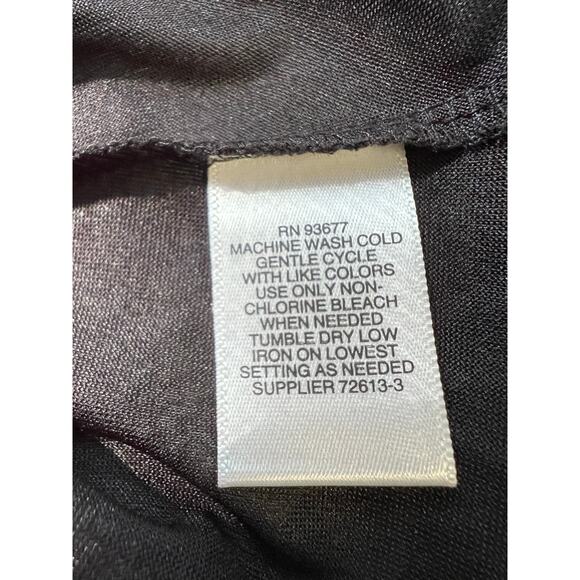 RN 93677
MACHINE WASH COLD
GENTLE CYCLE
WITH LIKE COLORS
USE ONLY NON-
CHLORINE BLEACH
WHEN NEEDED
TUMBLE DRY LOW
IRON ON LOWEST
SETTING AS NEEDED
SUPPLIER 72613-3